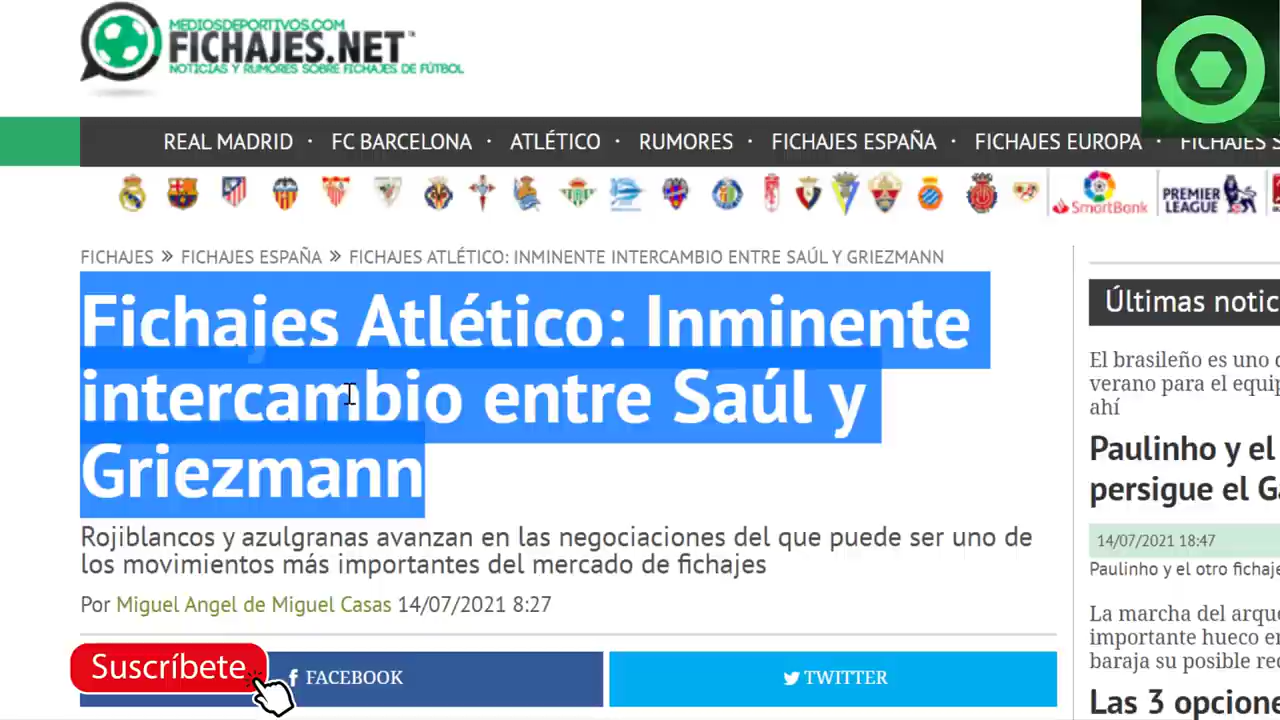 MEDIOSDEPORTIVOS.COM
FICHAJES.NET™
NOTICIAS Y RUMORES SOBRE FICHAJES DE FÚTBOL
REAL MADRID · FC BARCELONA · ATLÉTICO · RUMORES · FICHAJES ESPAÑA · FICHAJES EUROPA · FICHAJES S
SmartBank
PREMIER
LEAGUE
FICHAJES » FICHAJES ESPAÑA » FICHAJES ATLÉTICO: INMINENTE INTERCAMBIO ENTRE SAÚL Y GRIEZMANN
Fichajes Atlético: Inminente
intercambio entre Saúl y
Griezmann
Rojiblancos y azulgranas avanzan en las negociaciones del que puede ser uno de
los movimientos más importantes del mercado de fichajes
Por Miguel Angel de Miguel Casas 14/07/2021 8:27
Suscríbete
FACEBOOK
TWITTER
Últimas notic
El brasileño es uno
verano para el equip
ahí
Paulinho y el
persigue el Ga
14/07/2021 18:47
Paulinho y el otro fichaje
La marcha del arque
importante hueco en
baraja su posible re
Las 3 opcione